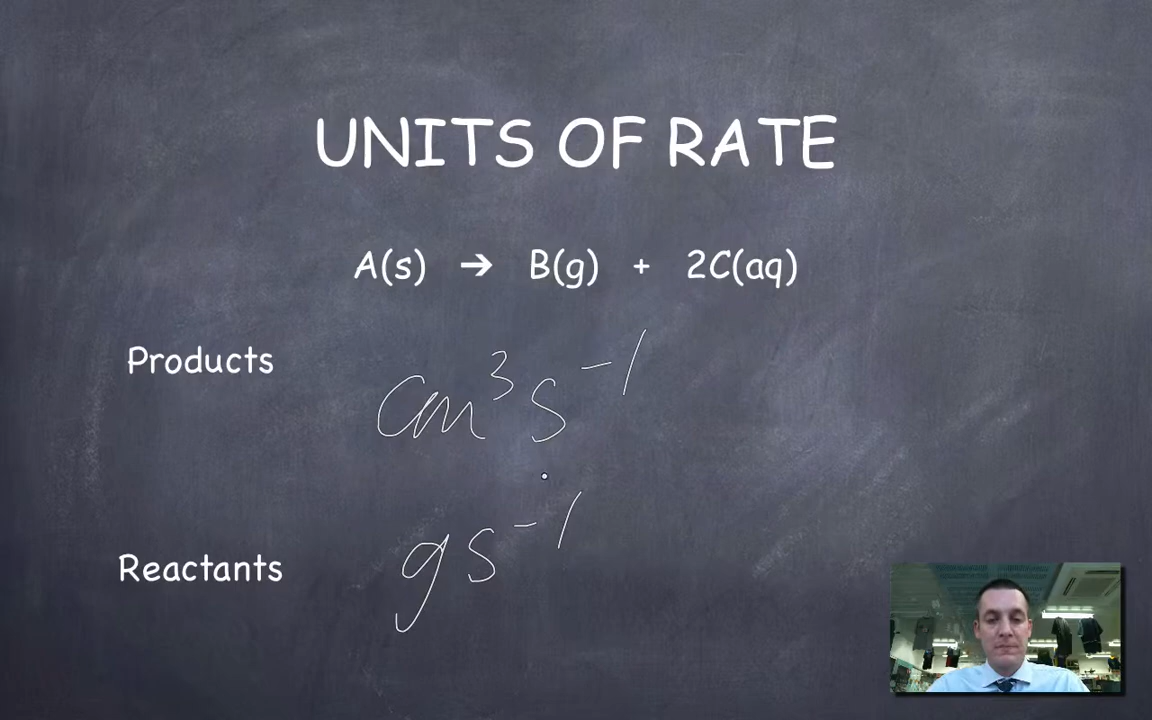 UNITS OF RATE
A(s) → B(g) + 2C(aq)
Products
cm³s⁻¹
gs⁻¹
Reactants